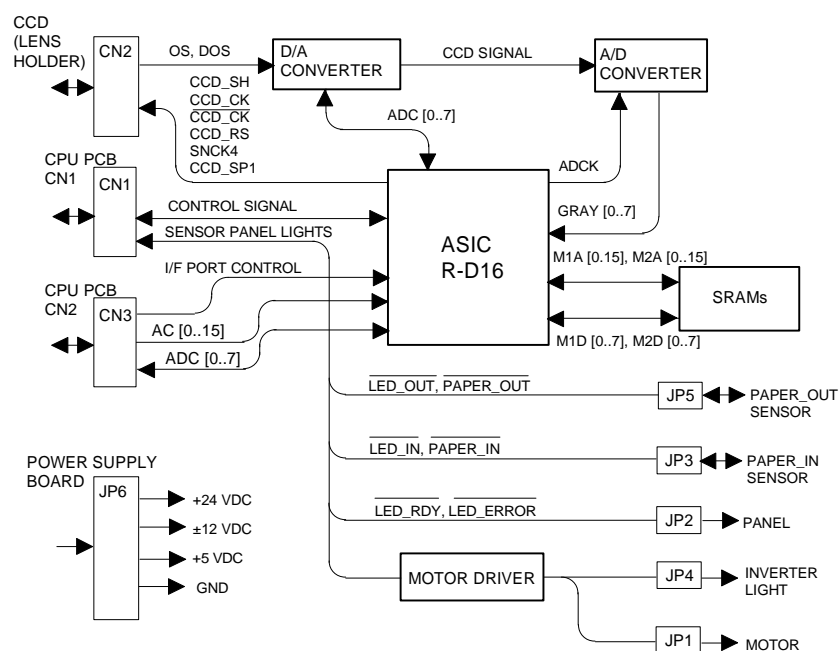 CCD
(LENS
HOLDER)
CN2
OS, DOS
D/A
CONVERTER
CCD SIGNAL
A/D
CONVERTER
CCD_SH
CCD_CK
CCD_CK
CCD_RS
SNCK4
CCD_SP1
ADC [0..7]
ADCK
GRAY [0..7]
CPU PCB
CN1
CN1
CONTROL SIGNAL
SENSOR PANEL LIGHTS
ASIC
R-D16
M1A [0.15], M2A [0..15]
SRAMs
M1D [0..7], M2D [0..7]
CPU PCB
CN2
CN3
I/F PORT CONTROL
AC [0..15]
ADC [0..7]
LED_OUT, PAPER_OUT
JP5
PAPER_OUT
SENSOR
LED_IN, PAPER_IN
JP3
PAPER_IN
SENSOR
LED_RDY, LED_ERROR
JP2
PANEL
POWER SUPPLY
BOARD
JP6
+24 VDC
±12 VDC
+5 VDC
GND
MOTOR DRIVER
JP4
INVERTER
LIGHT
JP1
MOTOR